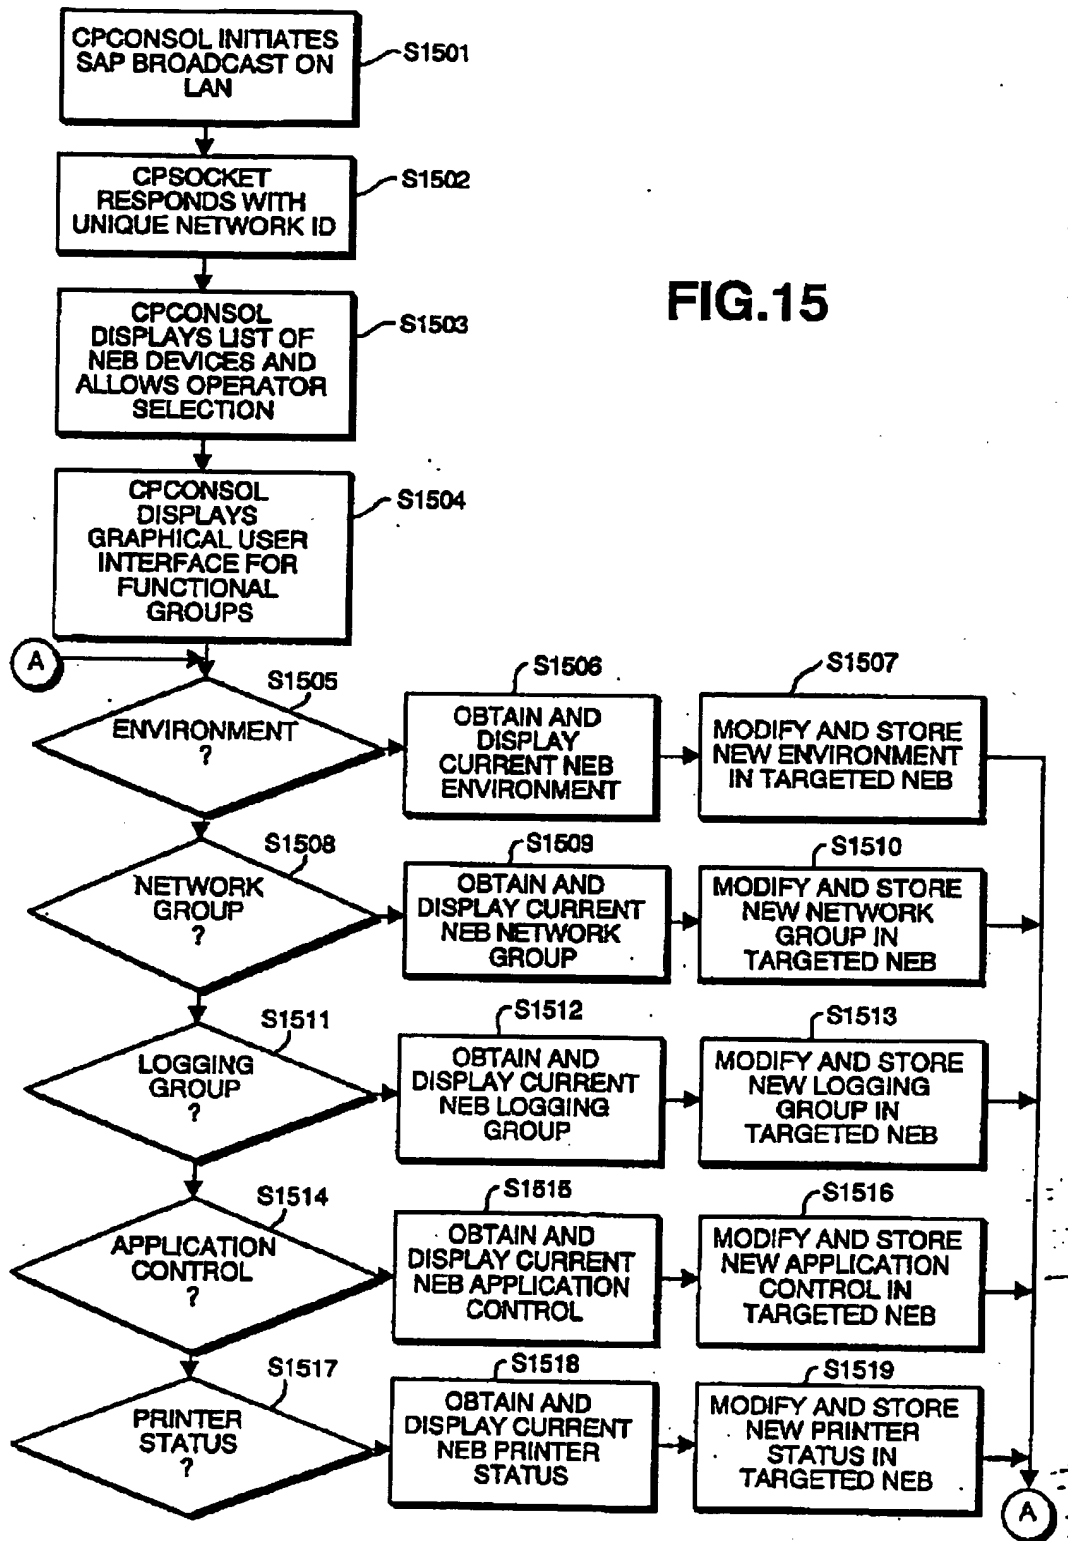 CPCONSOL INITIATES
SAP BROADCAST ON
LAN
S1501
CPSOCKET
RESPONDS WITH
UNIQUE NETWORK ID
S1502
CPCONSOL
DISPLAYS LIST OF
NEB DEVICES AND
ALLOWS OPERATOR
SELECTION
S1503
FIG.15
CPCONSOL
DISPLAYS
GRAPHICAL USER
INTERFACE FOR
FUNCTIONAL
GROUPS
S1504
A
ENVIRONMENT
?
S1505
OBTAIN AND
DISPLAY
CURRENT NEB
ENVIRONMENT
S1506
MODIFY AND STORE
NEW ENVIRONMENT
IN TARGETED NEB
S1507
NETWORK
GROUP
?
S1508
OBTAIN AND
DISPLAY CURRENT
NEB NETWORK
GROUP
S1509
MODIFY AND STORE
NEW NETWORK
GROUP IN
TARGETED NEB
S1510
LOGGING
GROUP
?
S1511
OBTAIN AND
DISPLAY CURRENT
NEB LOGGING
GROUP
S1512
MODIFY AND STORE
NEW LOGGING
GROUP IN
TARGETED NEB
S1513
APPLICATION
CONTROL
?
S1514
OBTAIN AND
DISPLAY CURRENT
NEB APPLICATION
CONTROL
S1515
MODIFY AND STORE
NEW APPLICATION
CONTROL IN
TARGETED NEB
S1516
PRINTER
STATUS
?
S1517
OBTAIN AND
DISPLAY CURRENT
NEB PRINTER
STATUS
S1518
MODIFY AND STORE
NEW PRINTER
STATUS IN
TARGETED NEB
S1519
A